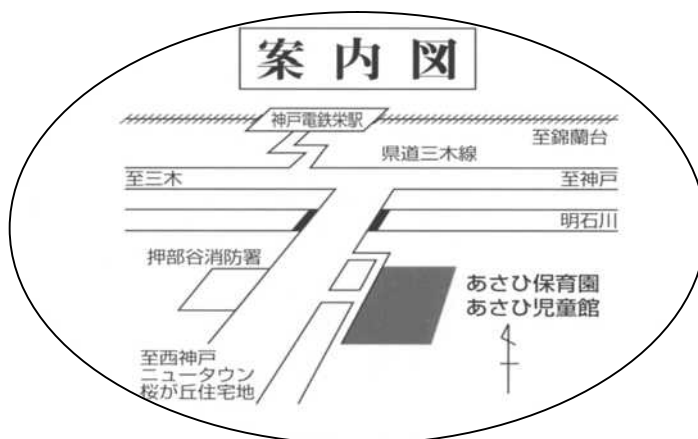 案内図
神戸電鉄栄駅
至錦蘭台
県道三木線
至三木
至神戸
明石川
押部谷消防署
あさひ保育園
あさひ児童館
至西神戸
ニュータウン
桜が丘住宅地